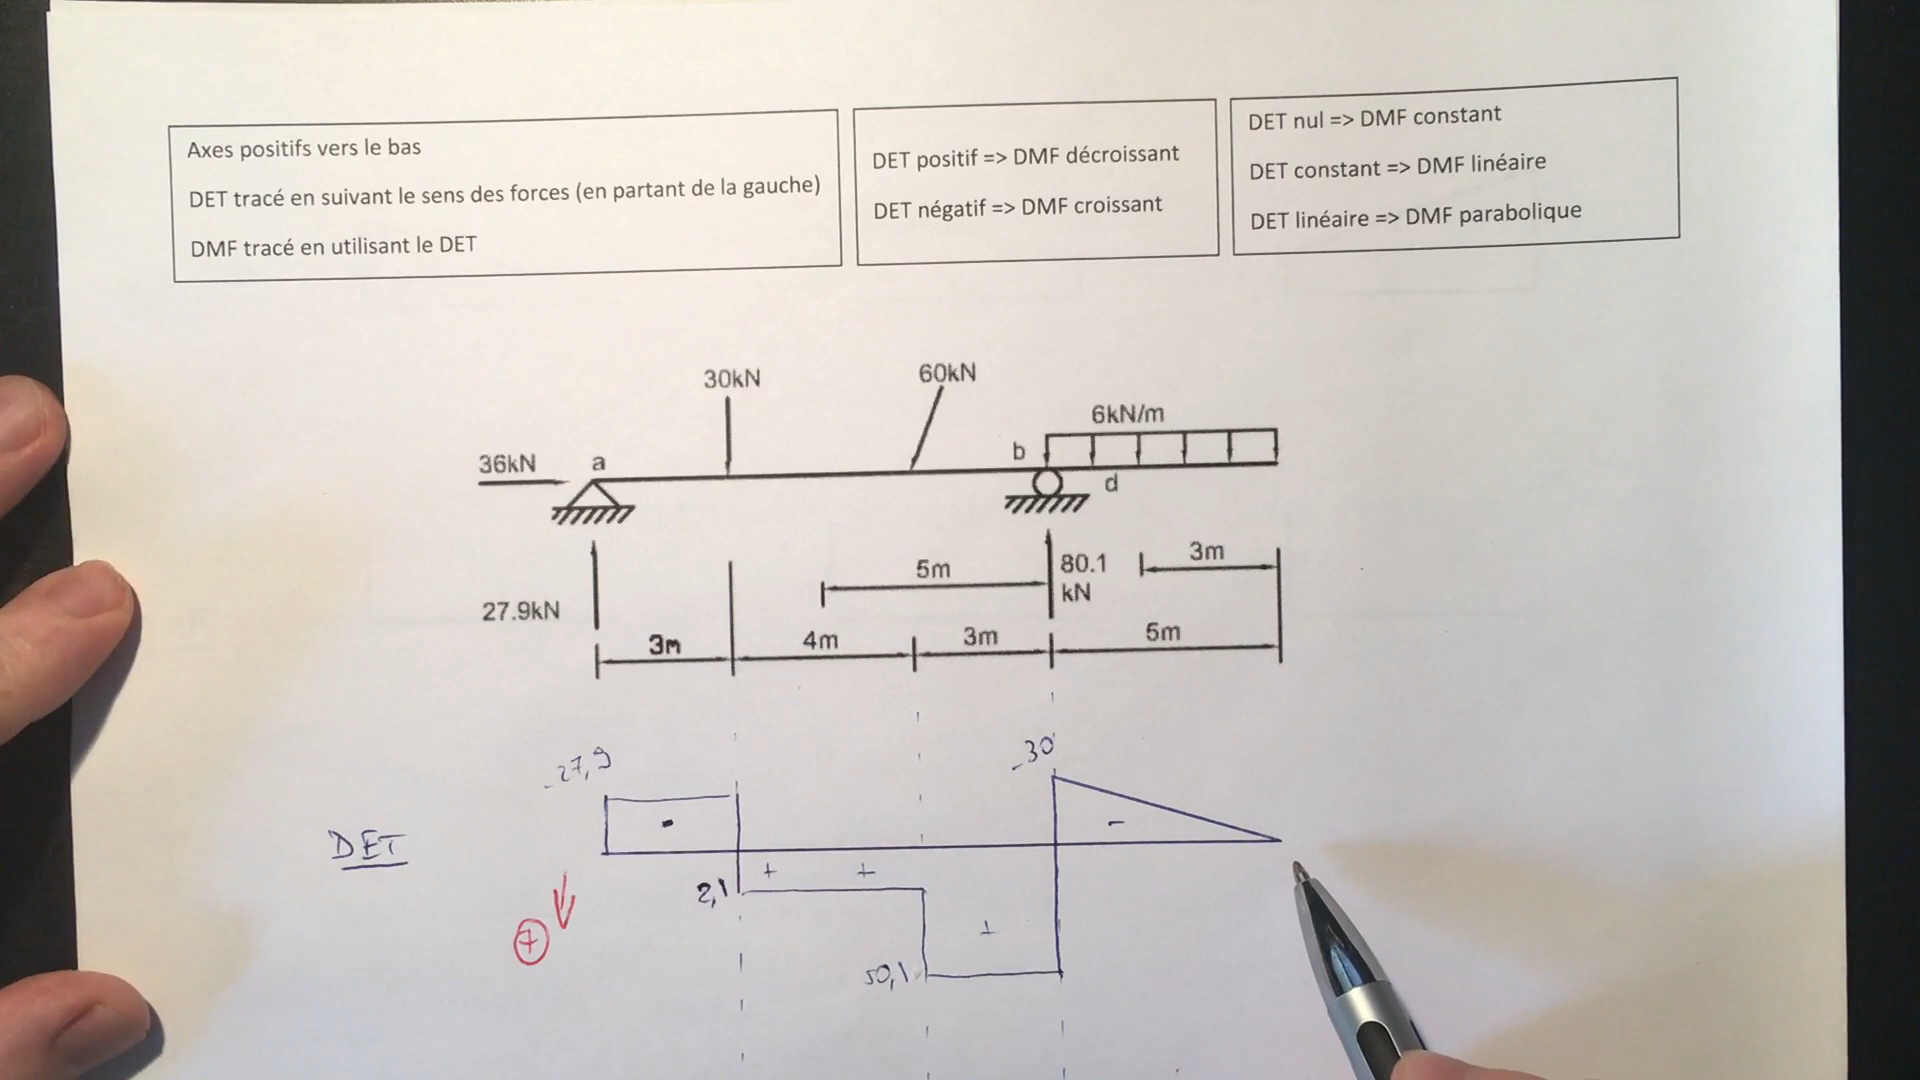 Axes positifs vers le bas
DET tracé en suivant le sens des forces (en partant de la gauche)
DMF tracé en utilisant le DET
DET positif => DMF décroissant
DET négatif => DMF croissant
DET nul => DMF constant
DET constant => DMF linéaire
DET linéaire => DMF parabolique
30kN
60kN
6kN/m
36kN
a
b
d
27.9kN
5m
80.1
kN
3m
3m
4m
3m
5m
-27,9
-30
DET
-
-
+
+
2,1
+
+
50,1